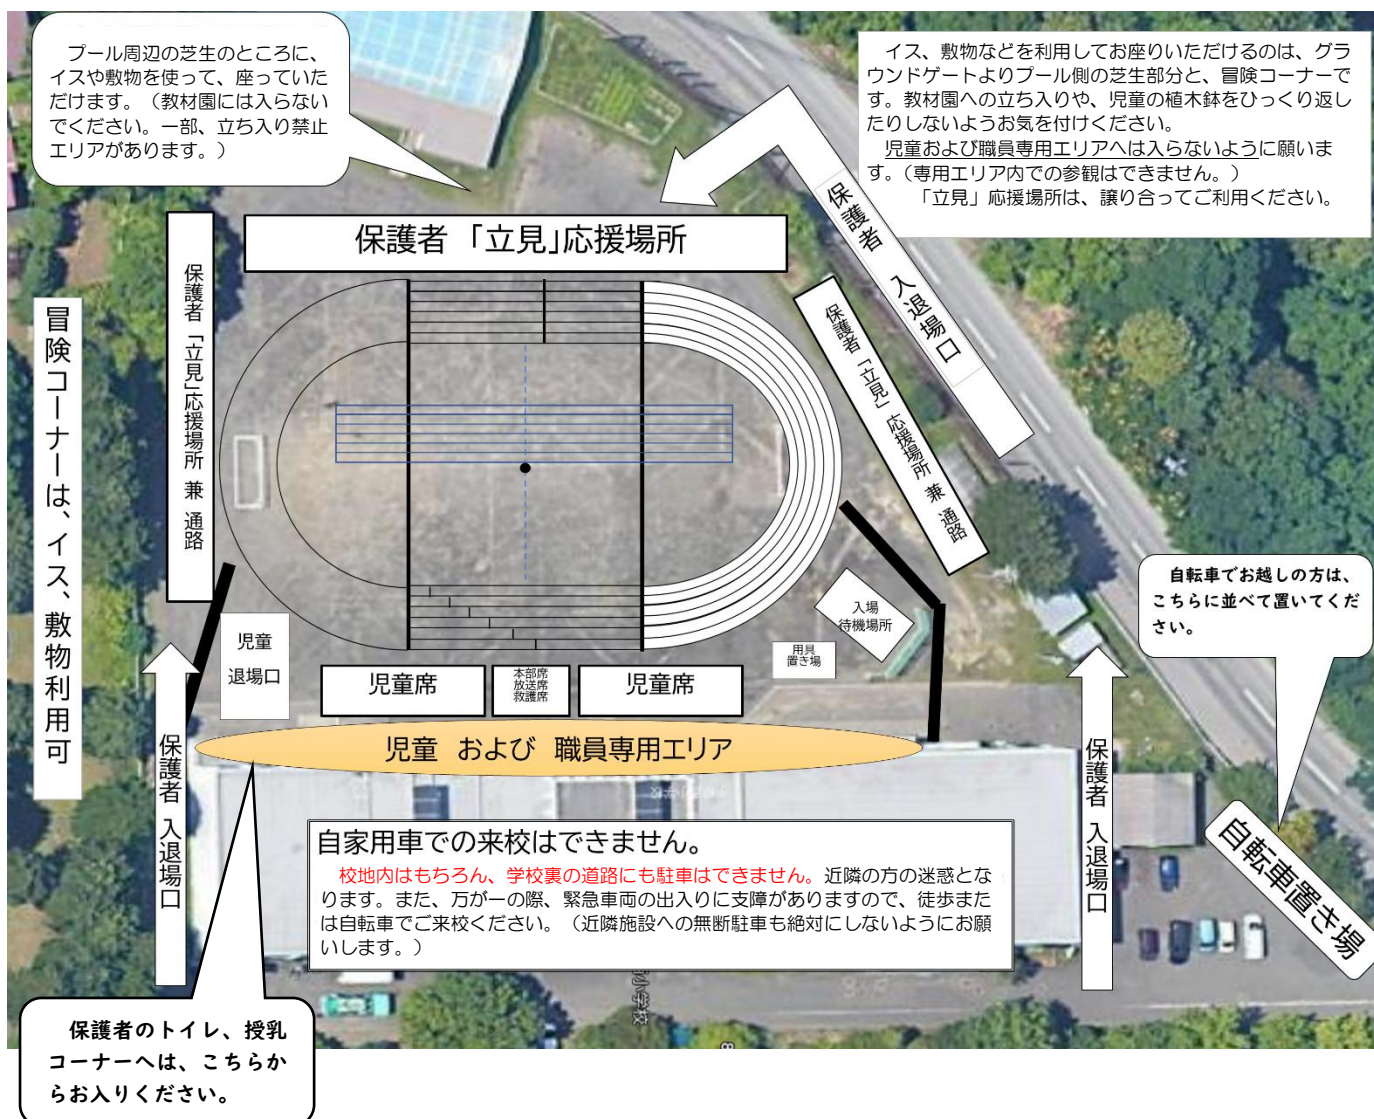 プール周辺の芝生のところに、
イスや敷物を使って、座っていた
だけます。（教材園には入らない
でください。一部、立ち入り禁止
エリアがあります。）
イス、敷物などを利用してお座りいただけるのは、グラ
ウンドゲートよりプール側の芝生部分と、冒険コーナーで
す。教材園への立ち入りや、児童の植木鉢をひっくり返し
たりしないようお気を付けください。
児童および職員専用エリアへは入らないように願いま
す。（専用エリア内での参観はできません。）
「立見」応援場所は、譲り合ってご利用ください。
保護者 入退場口
保護者「立見」応援場所
保護者「立見」応援場所 兼 通路
保護者「立見」応援場所 兼 通路
冒険コーナーは、イス、敷物利用可
自転車でお越しの方は、
こちらに並べて置いてくだ
さい。
入場
待機場所
用具
置き場
児童
退場口
児童席
本部席
放送席
救護席
児童席
児童 および 職員専用エリア
保護者 入退場口
保護者 入退場口
自転車置き場
自家用車での来校はできません。
校地内はもちろん、学校裏の道路にも駐車はできません。近隣の方の迷惑とな
ります。また、万が一の際、緊急車両の出入りに支障がありますので、徒歩また
は自転車でご来校ください。（近隣施設への無断駐車も絶対にしないようにお願
いします。）
小学校
保護者のトイレ、授乳
コーナーへは、こちらか
らお入りください。